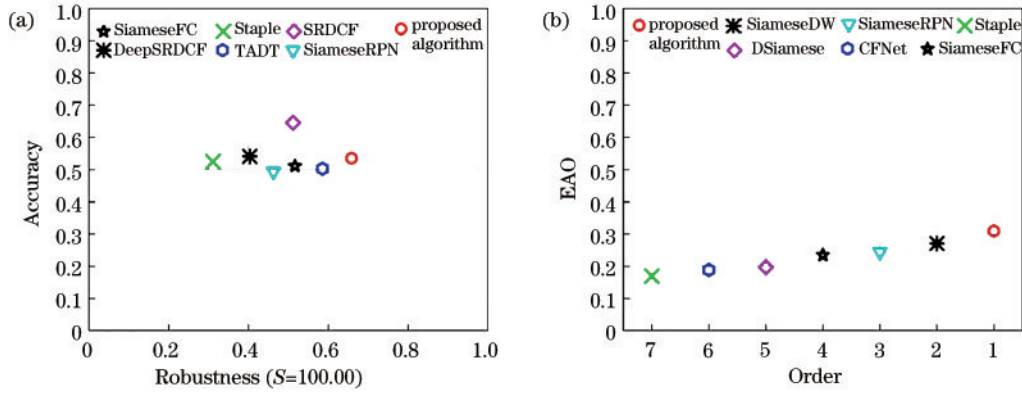 (a)
SiameseFC
Staple
SRDCF
proposed
algorithm
DeepSRDCF
TADT
SiameseRPN
1.0
0.9
0.8
0.7
0.6
0.5
0.4
0.3
0.2
0.1
0
Accuracy
0
0.2
0.4
0.6
0.8
1.0
Robustness (S=100.00)
(b)
proposed
algorithm
SiameseDW
SiameseRPN
Staple
DSiamese
CFNet
SiameseFC
1.0
0.9
0.8
0.7
0.6
0.5
0.4
0.3
0.2
0.1
0
EAO
7
6
5
4
3
2
1
Order